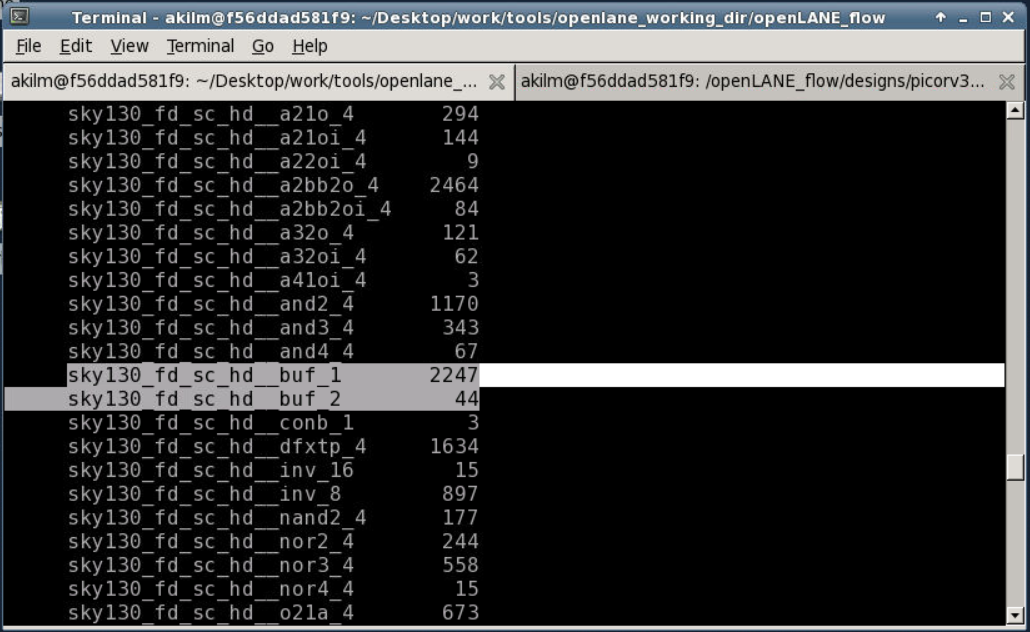 Terminal - akilm@f56ddad581f9: ~/Desktop/work/tools/openlane_working_dir/openLANE_flow
File Edit View Terminal Go Help
akilm@f56ddad581f9: ~/Desktop/work/tools/openlane_... akilm@f56ddad581f9: /openLANE_flow/designs/picorv3...
sky130_fd_sc_hd__a21o_4 294
sky130_fd_sc_hd__a21oi_4 144
sky130_fd_sc_hd__a22oi_4 9
sky130_fd_sc_hd__a2bb2o_4 2464
sky130_fd_sc_hd__a2bb2oi_4 84
sky130_fd_sc_hd__a32o_4 121
sky130_fd_sc_hd__a32oi_4 62
sky130_fd_sc_hd__a41oi_4 3
sky130_fd_sc_hd__and2_4 1170
sky130_fd_sc_hd__and3_4 343
sky130_fd_sc_hd__and4_4 67
sky130_fd_sc_hd__buf_1 2247
sky130_fd_sc_hd__buf_2 44
sky130_fd_sc_hd__conb_1 3
sky130_fd_sc_hd__dfxtp_4 1634
sky130_fd_sc_hd__inv_16 15
sky130_fd_sc_hd__inv_8 897
sky130_fd_sc_hd__nand2_4 177
sky130_fd_sc_hd__nor2_4 244
sky130_fd_sc_hd__nor3_4 558
sky130_fd_sc_hd__nor4_4 15
sky130_fd_sc_hd__o21a_4 673